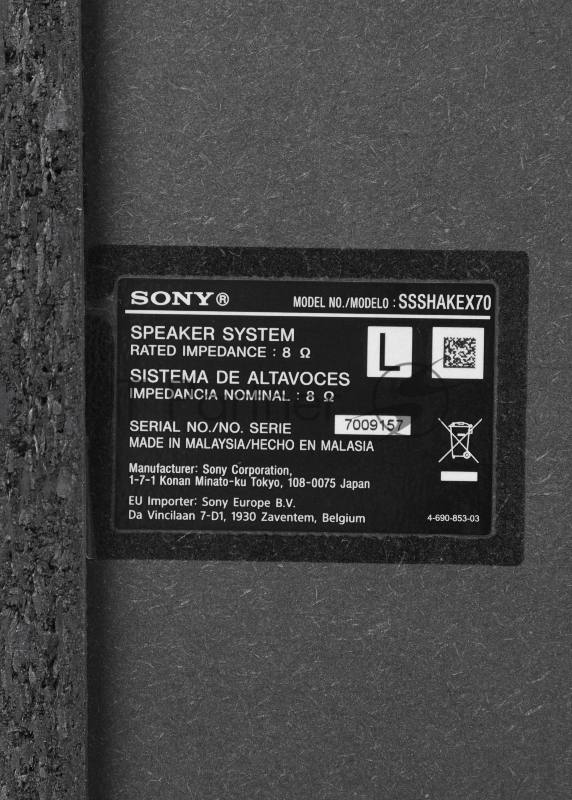 SONY®
MODEL NO./MODELO : SSSHAKEX70
SPEAKER SYSTEM
RATED IMPEDANCE : 8 Ω
L
SISTEMA DE ALTAVOCES
IMPEDANCIA NOMINAL : 8 Ω
SERIAL NO./NO. SERIE 7009157
MADE IN MALAYSIA/HECHO EN MALASIA
Manufacturer: Sony Corporation,
1-7-1 Konan Minato-ku Tokyo, 108-0075 Japan
EU Importer: Sony Europe B.V.
Da Vincilaan 7-D1, 1930 Zaventem, Belgium
4-690-853-03